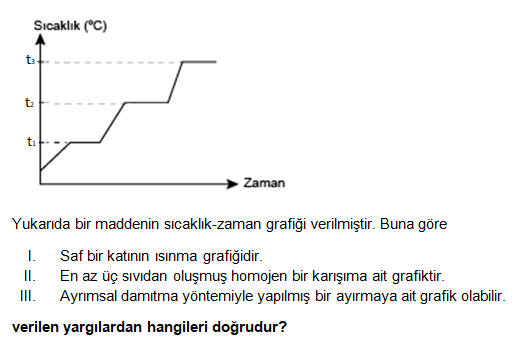 Sıcaklık (ºC)
t₃
t₂
t₁
Zaman
Yukarıda bir maddenin sıcaklık-zaman grafiği verilmiştir. Buna göre
I. Saf bir katının ısınma grafiğidir.
II. En az üç sıvıdan oluşmuş homojen bir karışıma ait grafiktir.
III. Ayrımsal damıtma yöntemiyle yapılmış bir ayırmaya ait grafik olabilir.
verilen yargılardan hangileri doğrudur?